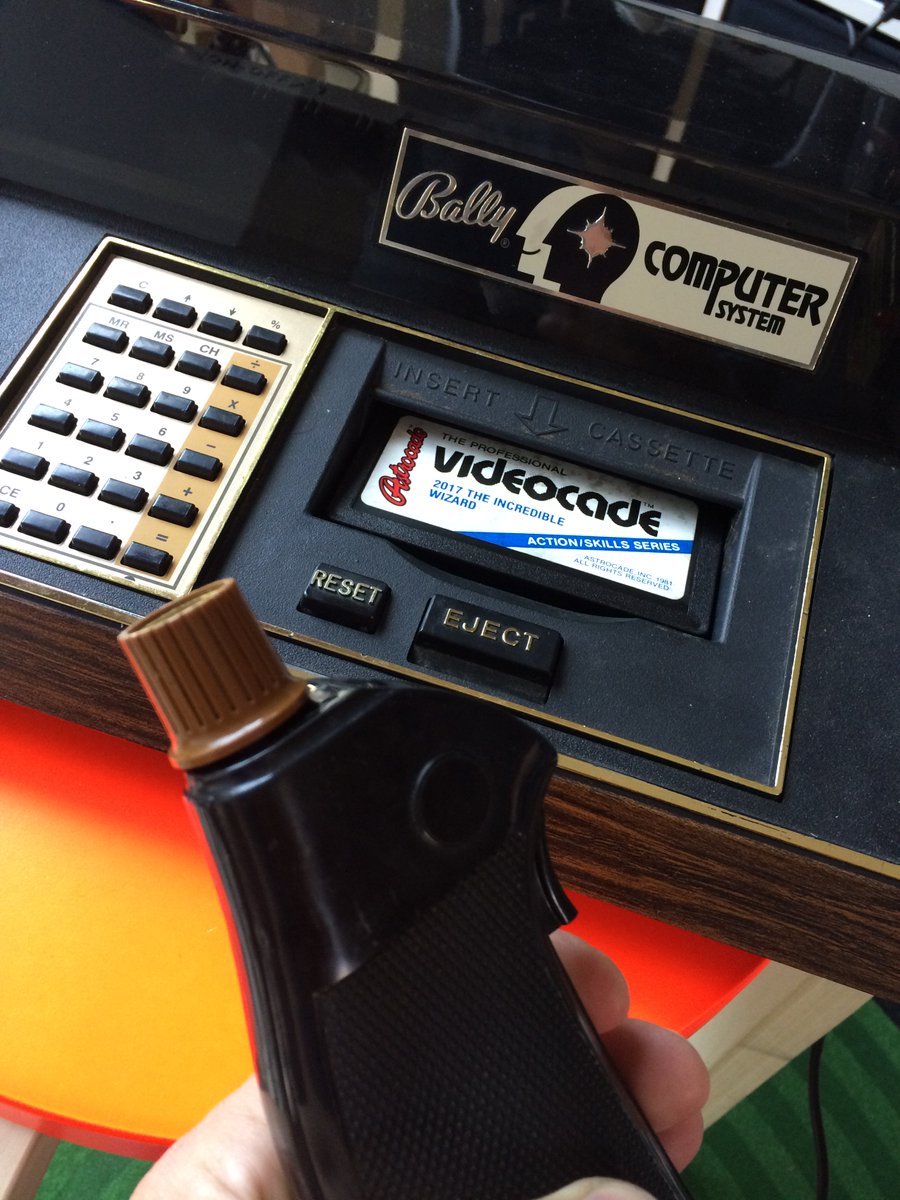 Bally®
COMPUTER
SYSTEM
INSERT
CASSETTE
Astrocade
THE PROFESSIONAL
VIDEOCADE™
2017 THE INCREDIBLE
WIZARD
ACTION/SKILLS SERIES
ASTROCADE INC 1981
ALL RIGHTS RESERVED
RESET
EJECT
C ↑ ↓ %
MR MS CH ÷
7 8 9 x
4 5 6 -
1 2 3 +
CE 0 . =